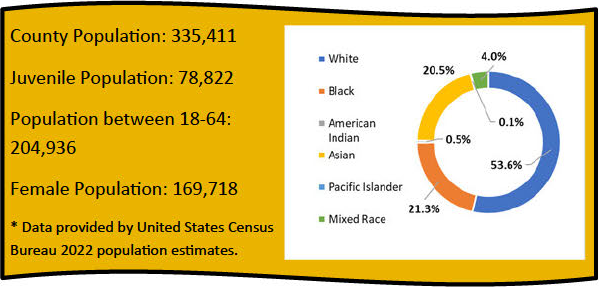 County Population: 335,411
Juvenile Population: 78,822
Population between 18-64:
204,936
Female Population: 169,718
* Data provided by United States Census
Bureau 2022 population estimates.
White
Black
American
Indian
Asian
Pacific Islander
Mixed Race
4.0%
20.5%
0.1%
0.5%
53.6%
21.3%